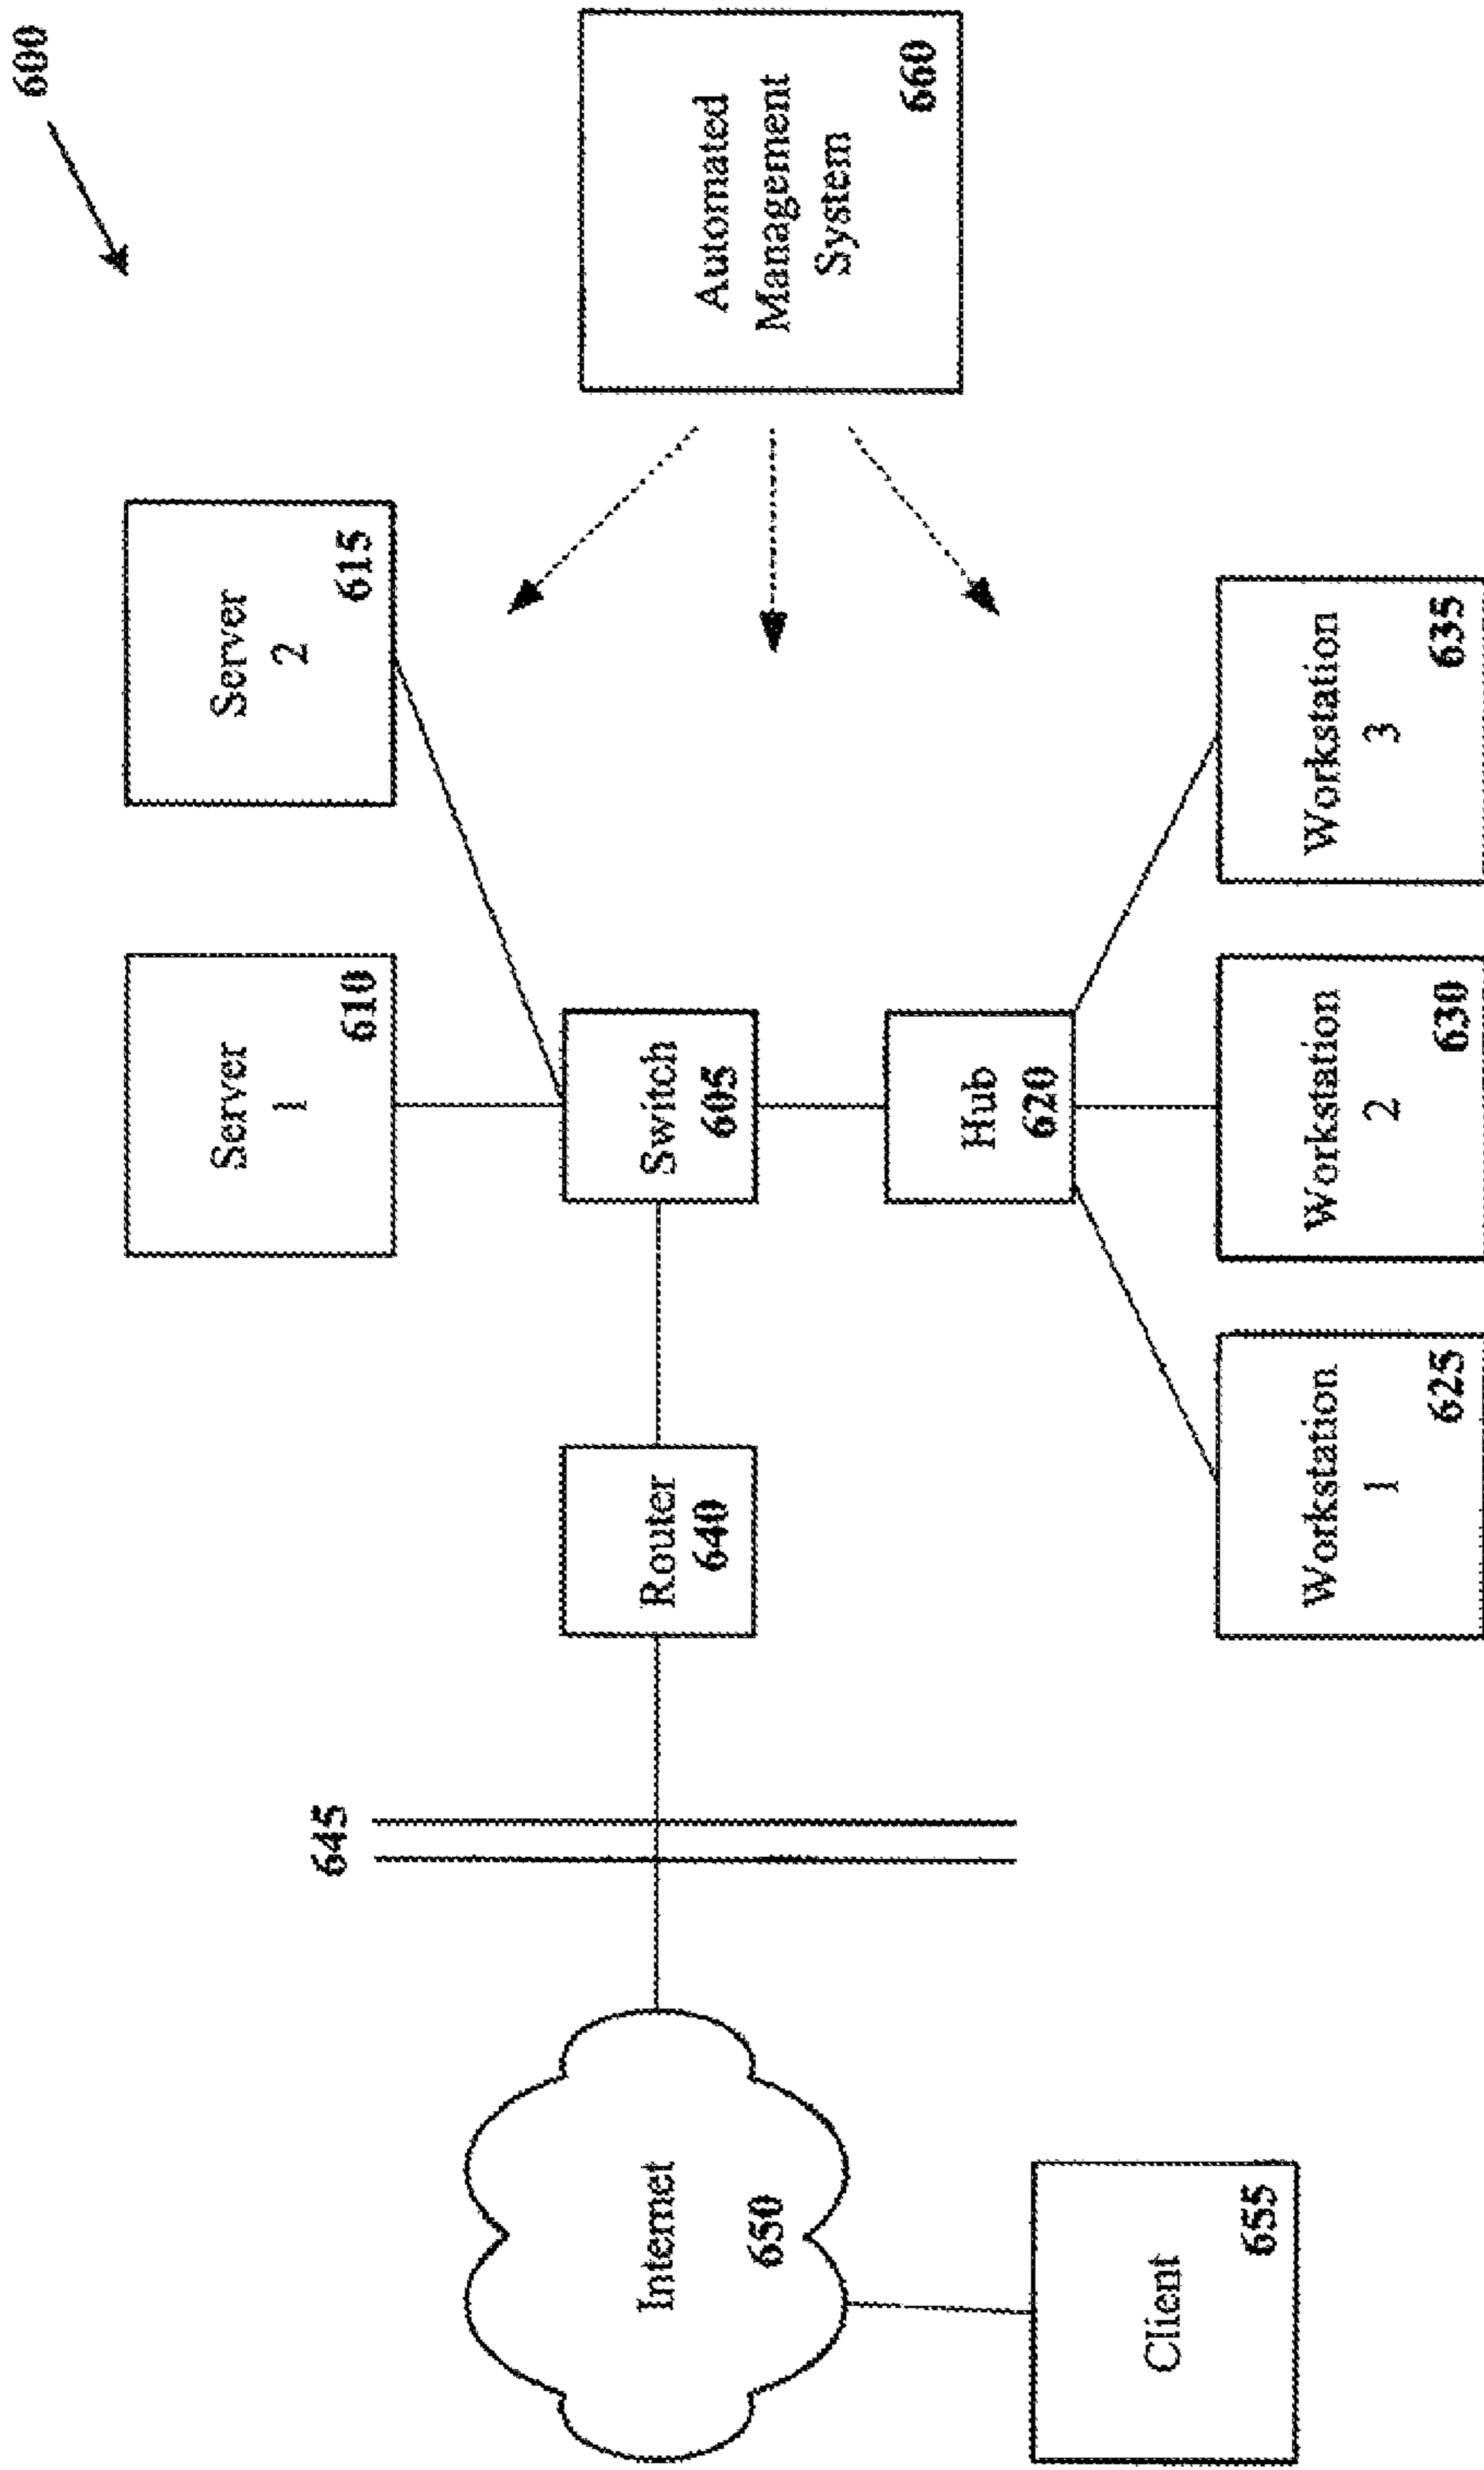 600
Server
1
610
Server
2
615
Automated
Management
System
660
Switch
605
Router
640
645
Internet
650
Hub
620
Client
655
Workstation
1
625
Workstation
2
630
Workstation
3
635